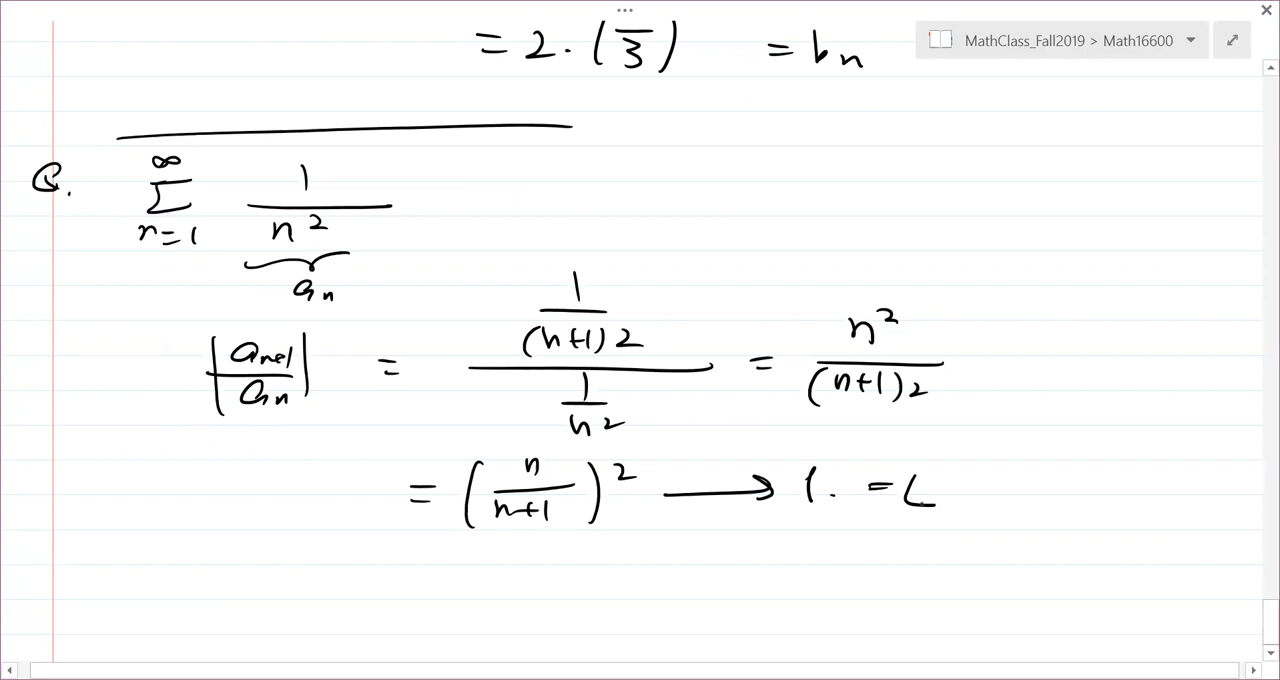 = 2 · ( 3 ) = bn
MathClass_Fall2019 > Math16600
Q. ∑_{n=1}^{∞} 1/n²
aₙ
|aₙ₊₁/aₙ| = (1/(n+1)²)/(1/n²) = n²/(n+1)²
= (n/(n+1))² ⟶ 1. = L